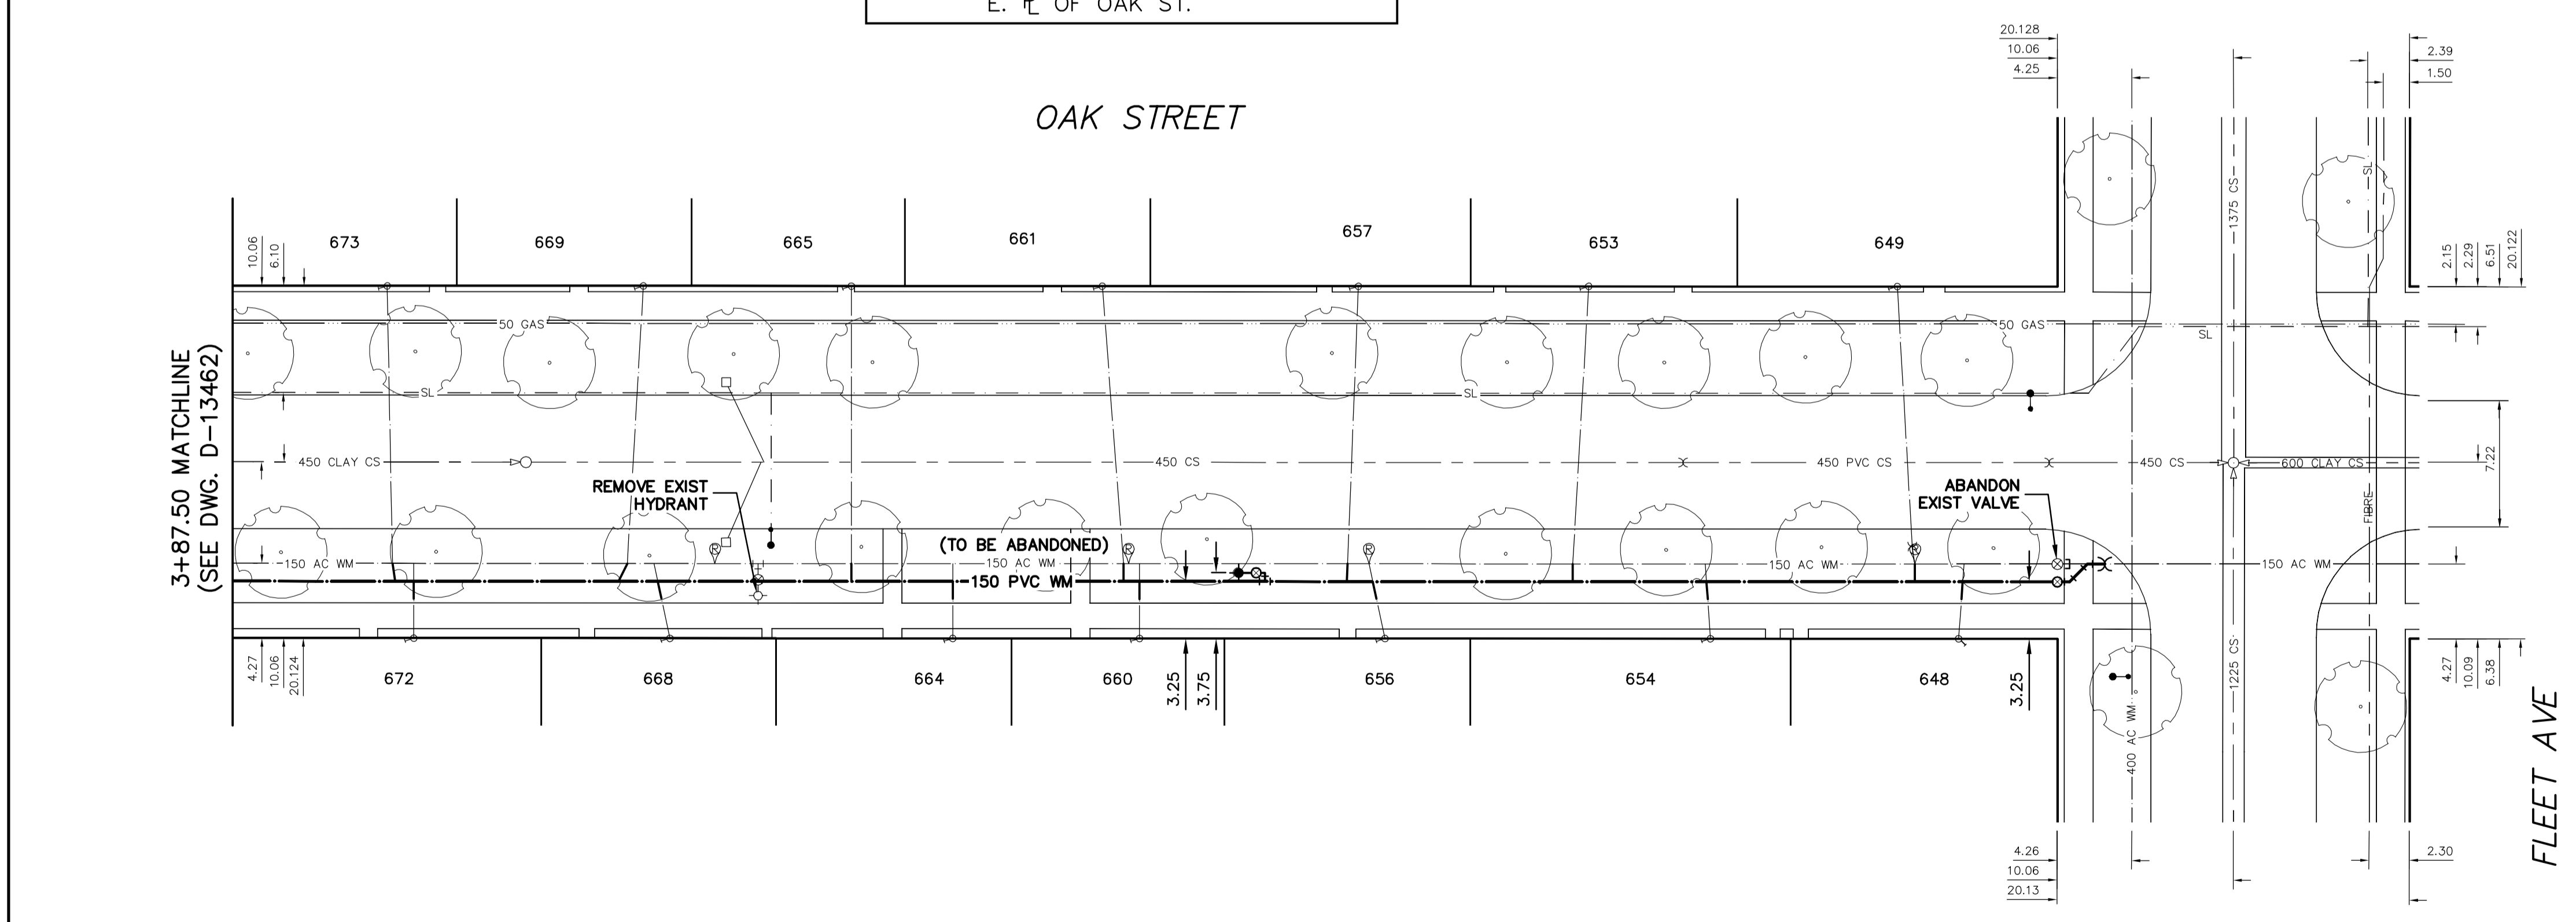 E. ℄ OF OAK ST.
20.128
10.06
4.25
2.39
1.50
OAK STREET
673
669
665
661
657
653
649
10.06
6.10
2.15
2.29
6.51
20.122
1375 CS
SL
50 GAS
50 GAS
SL
SL
SL
3+87.50 MATCHLINE
(SEE DWG. D-13462)
450 CLAY CS
450 CS
450 PVC CS
450 CS
600 CLAY CS
7.22
REMOVE EXIST
HYDRANT
ABANDON
EXIST VALVE
FIBRE
R
R
R
R
(TO BE ABANDONED)
150 AC WM
150 AC WM
150 AC WM
150 AC WM
150 PVC WM
4.27
10.06
20.124
672
668
664
660
3.25
3.75
656
654
648
3.25
400 AC WM
1225 CS
4.27
10.09
6.38
FLEET AVE
4.26
10.06
20.13
2.30